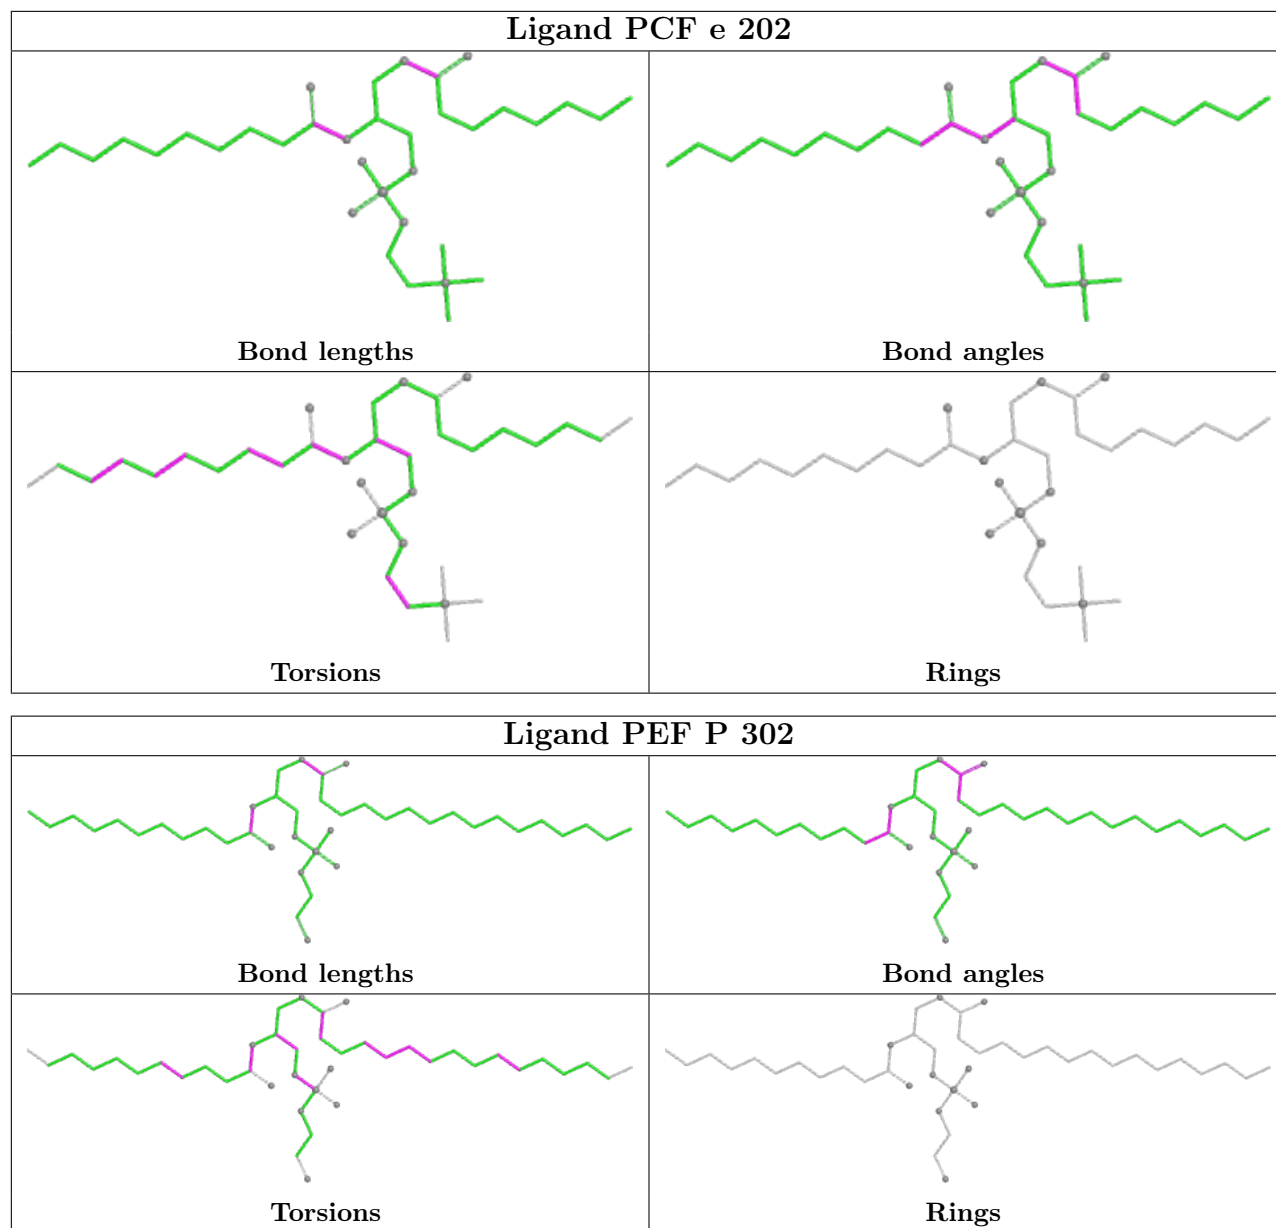 Ligand PCF e 202
Bond lengths
Bond angles
Torsions
Rings
Ligand PEF P 302
Bond lengths
Bond angles
Torsions
Rings